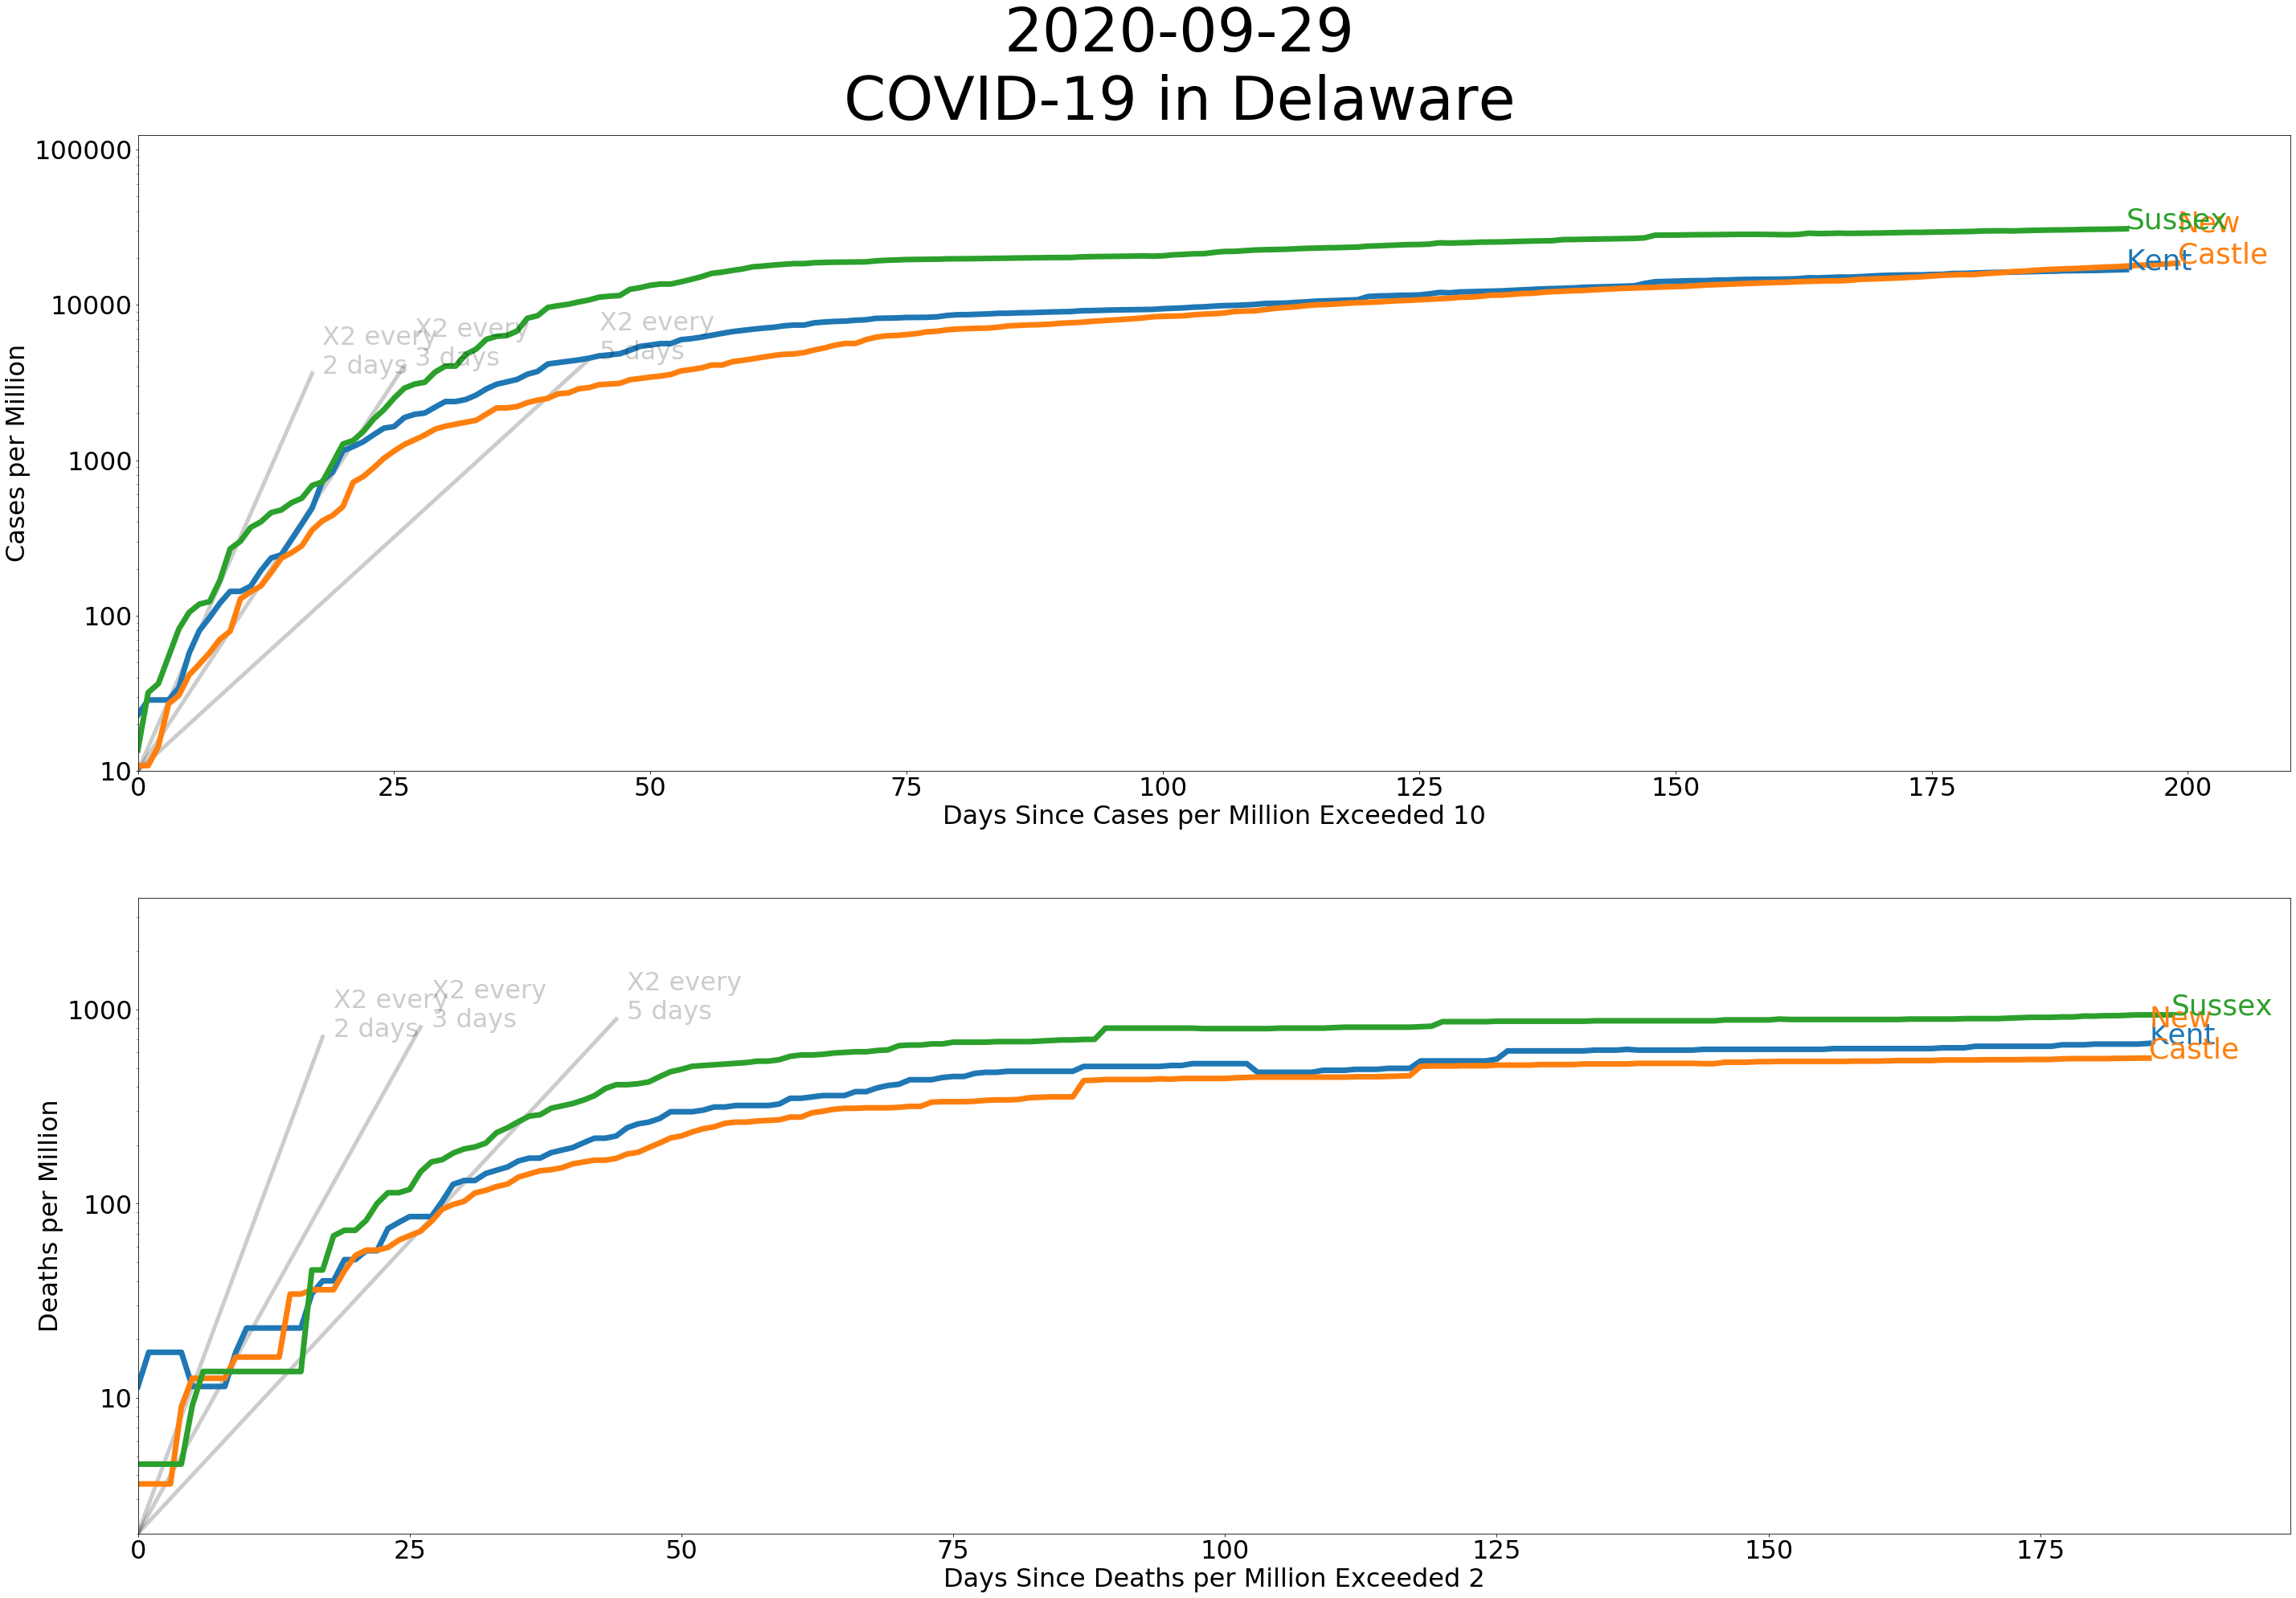 2020-09-29
COVID-19 in Delaware
100000
10000
1000
100
10
Cases per Million
X2 every
2 days
X2 every
3 days
X2 every
5 days
Sussex
New
Castle
Kent
0 25 50 75 100 125 150 175 200
Days Since Cases per Million Exceeded 10
1000
100
10
Deaths per Million
X2 every
2 days
X2 every
3 days
X2 every
5 days
Sussex
New
Castle
Kent
0 25 50 75 100 125 150 175
Days Since Deaths per Million Exceeded 2